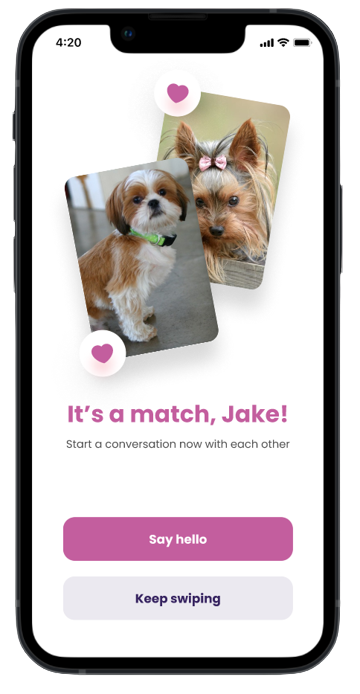 4:20
It's a match, Jake!
Start a conversation now with each other
Say hello
Keep swiping